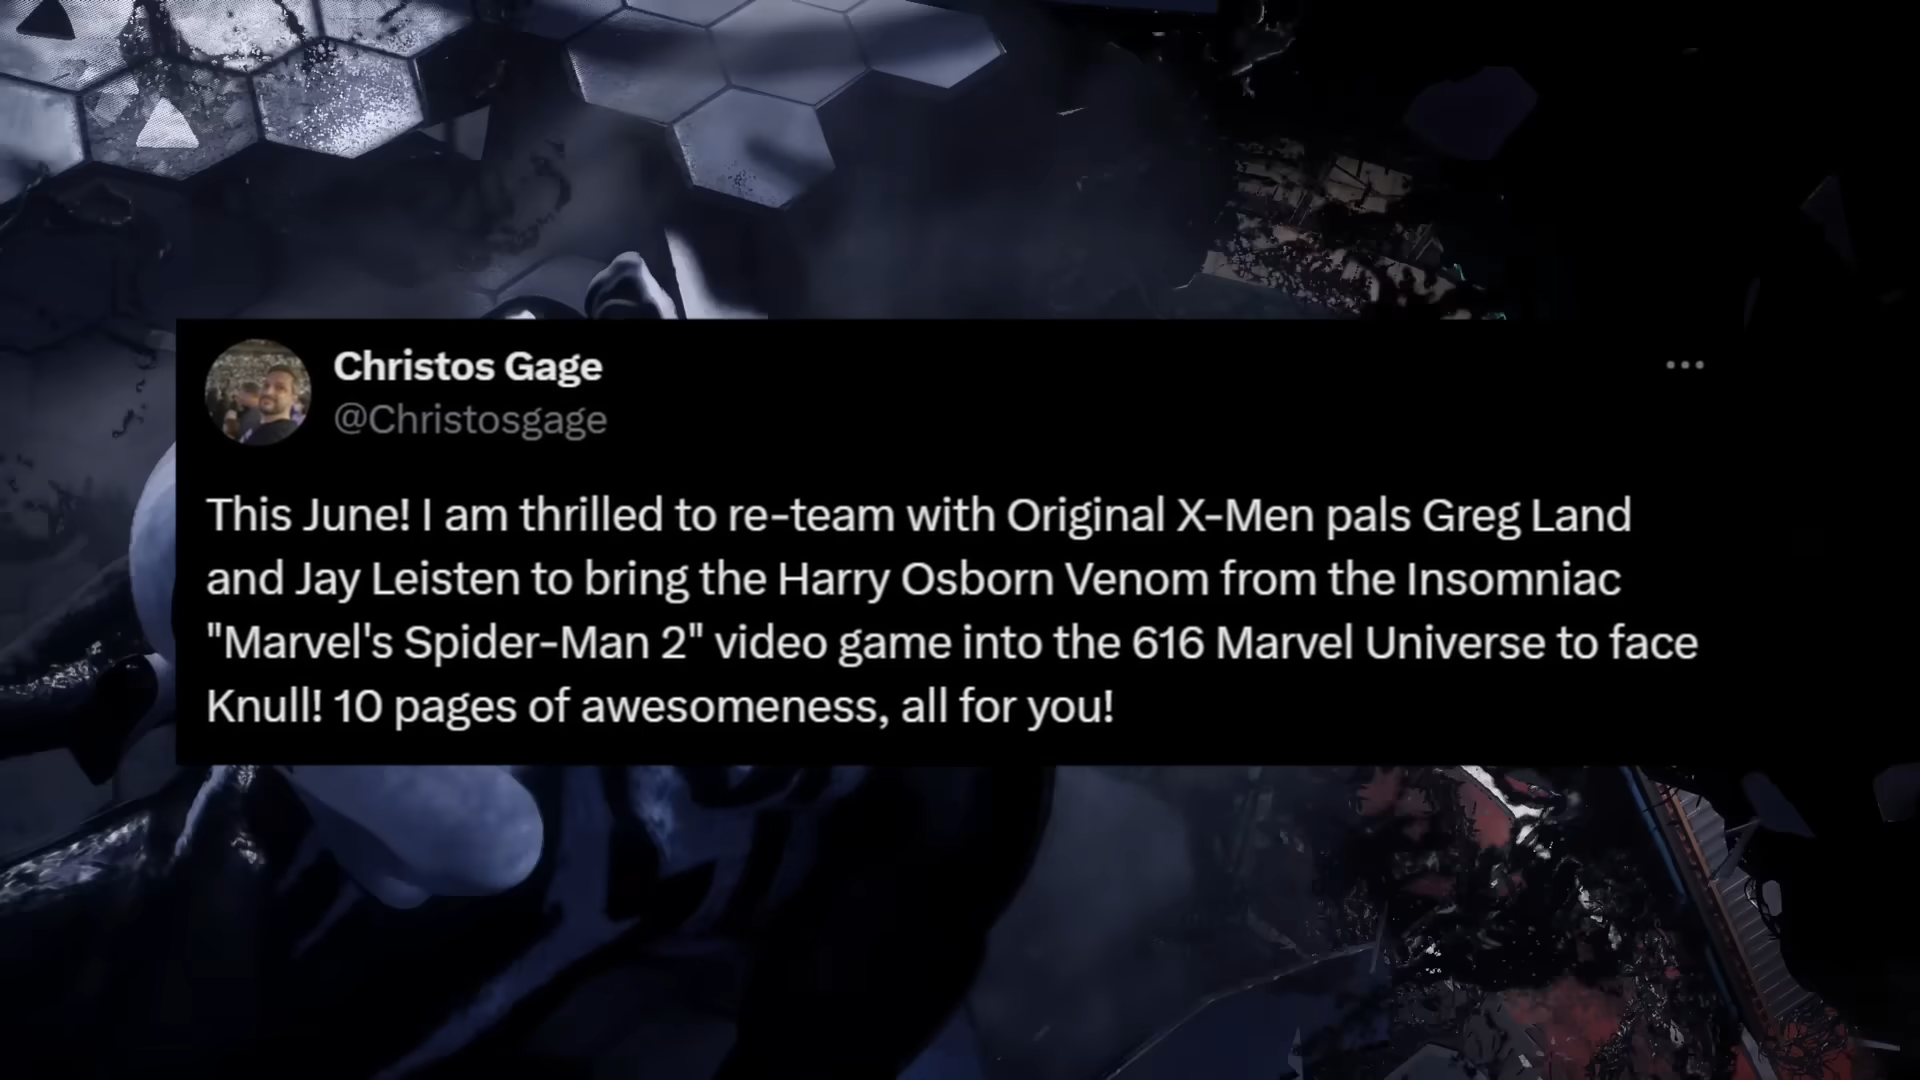 Christos Gage
@Christosgage
This June! I am thrilled to re-team with Original X-Men pals Greg Land
and Jay Leisten to bring the Harry Osborn Venom from the Insomniac
"Marvel's Spider-Man 2" video game into the 616 Marvel Universe to face
Knull! 10 pages of awesomeness, all for you!